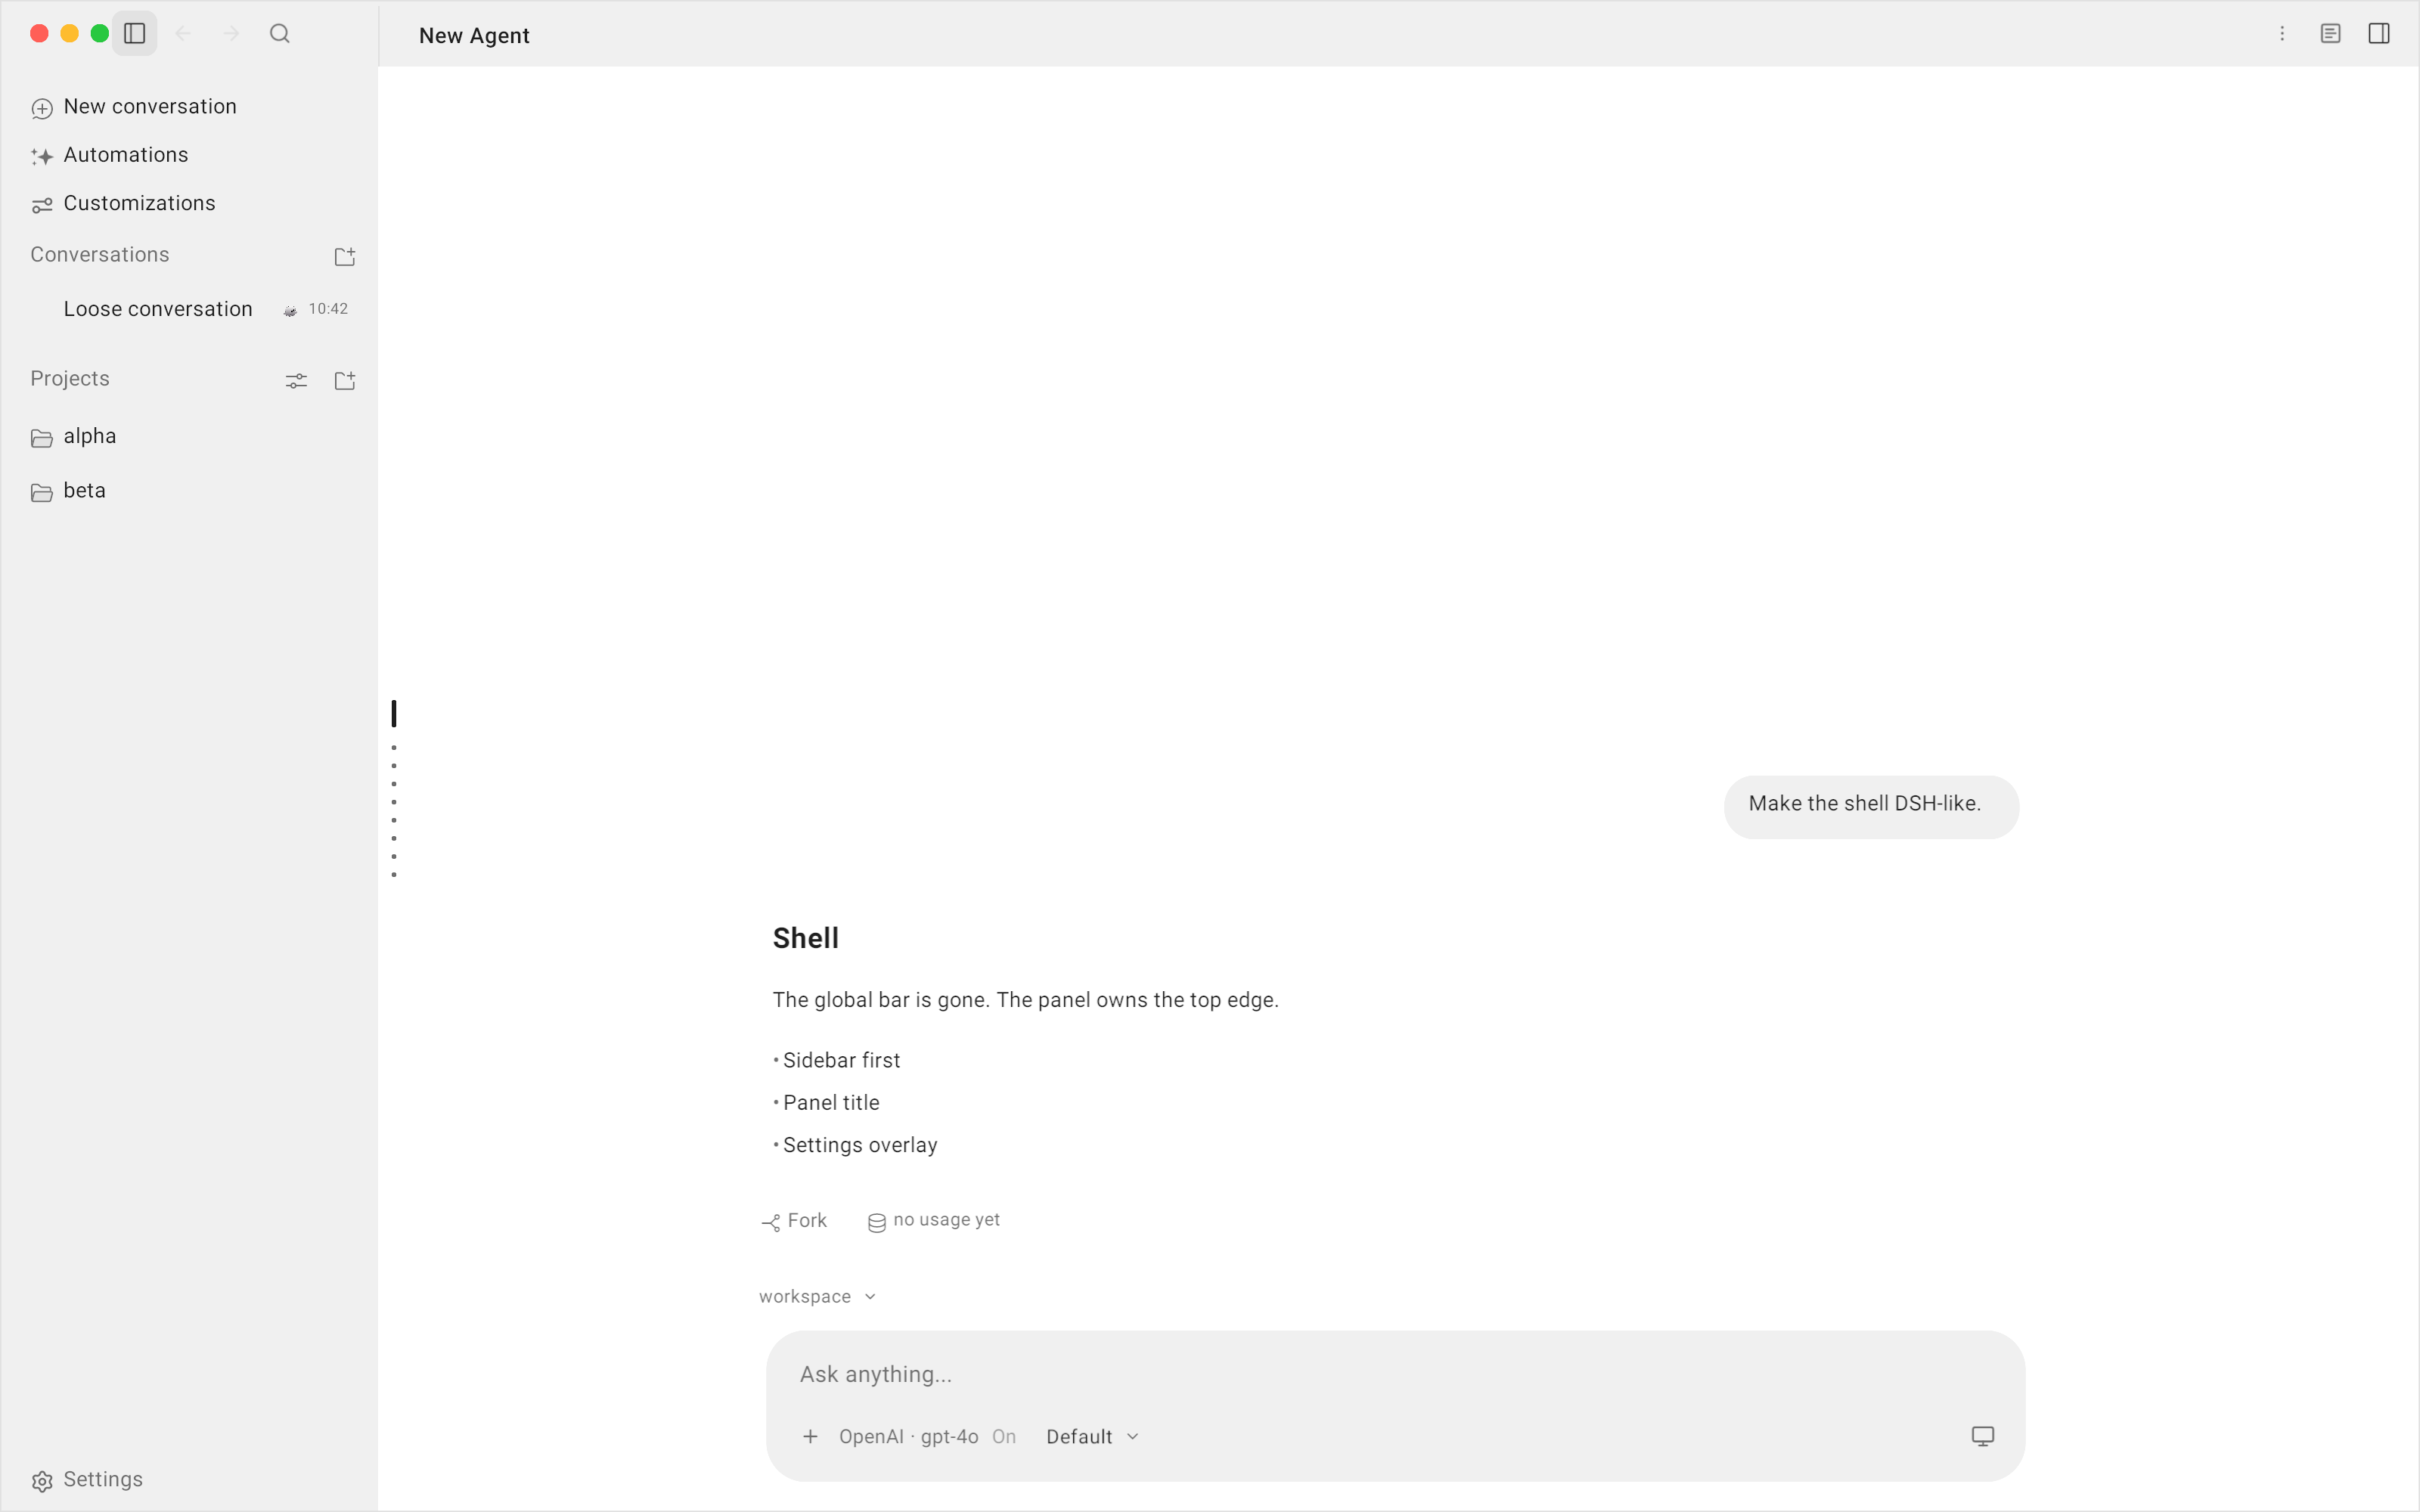 New Agent
New conversation
Automations
Customizations
Conversations
Loose conversation 10:42
Projects
alpha
beta
Settings
Make the shell DSH-like.
Shell
The global bar is gone. The panel owns the top edge.
• Sidebar first
• Panel title
• Settings overlay
Fork no usage yet
workspace
Ask anything...
OpenAI · gpt-4o On Default